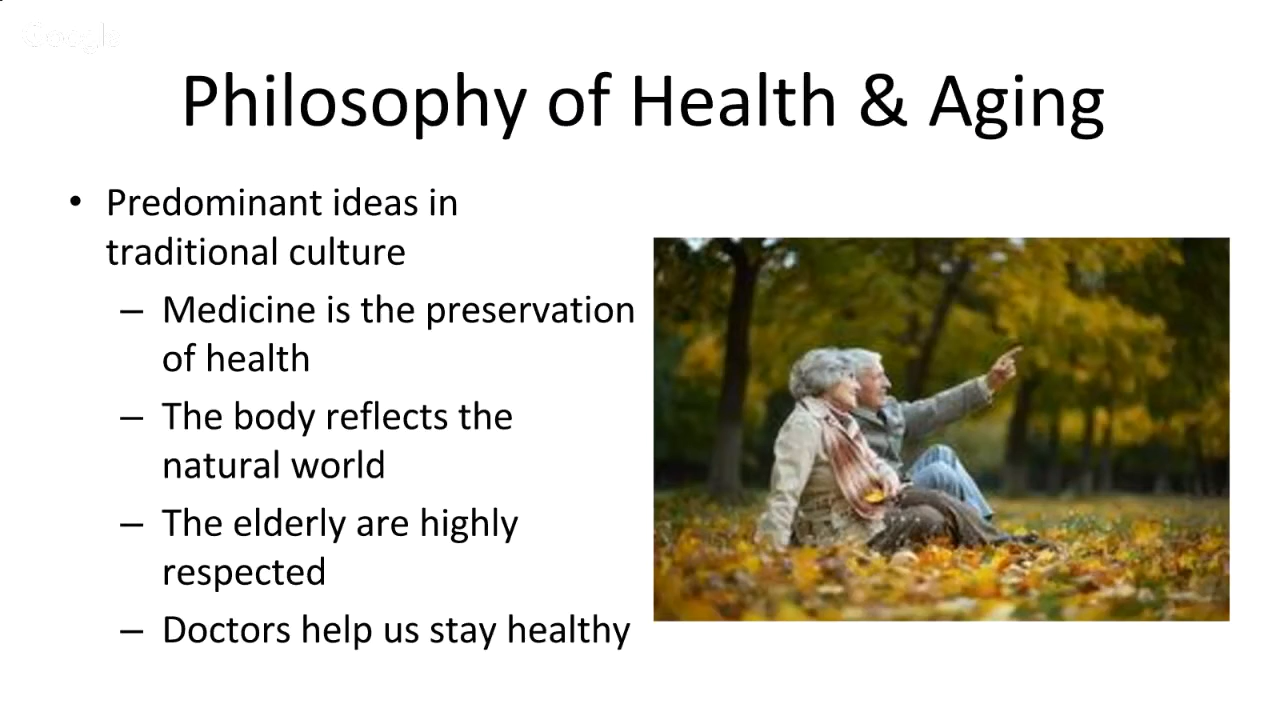 Google
Philosophy of Health & Aging
• Predominant ideas in
traditional culture
– Medicine is the preservation
of health
– The body reflects the
natural world
– The elderly are highly
respected
– Doctors help us stay healthy